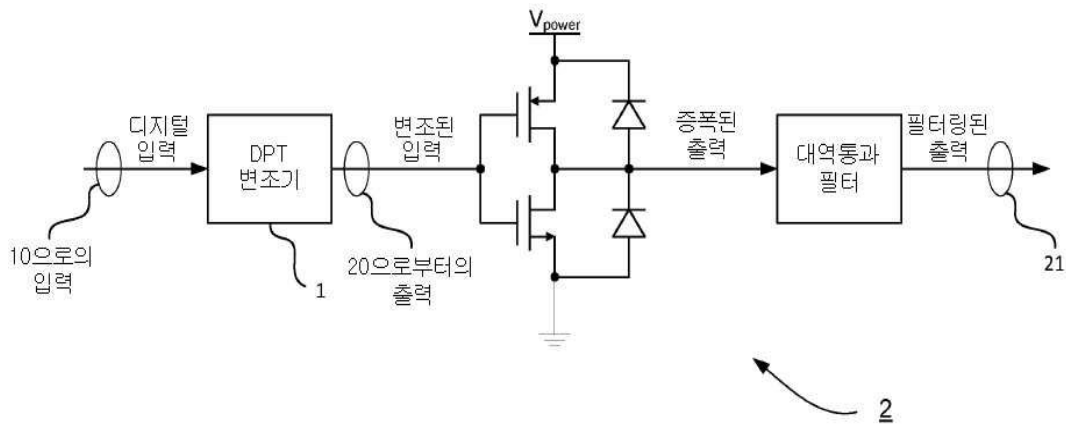 Vpower
디지털
입력
DPT
변조기
변조된
입력
증폭된
출력
대역통과
필터
필터링된
출력
10으로의
입력
1
20으로부터의
출력
21
2